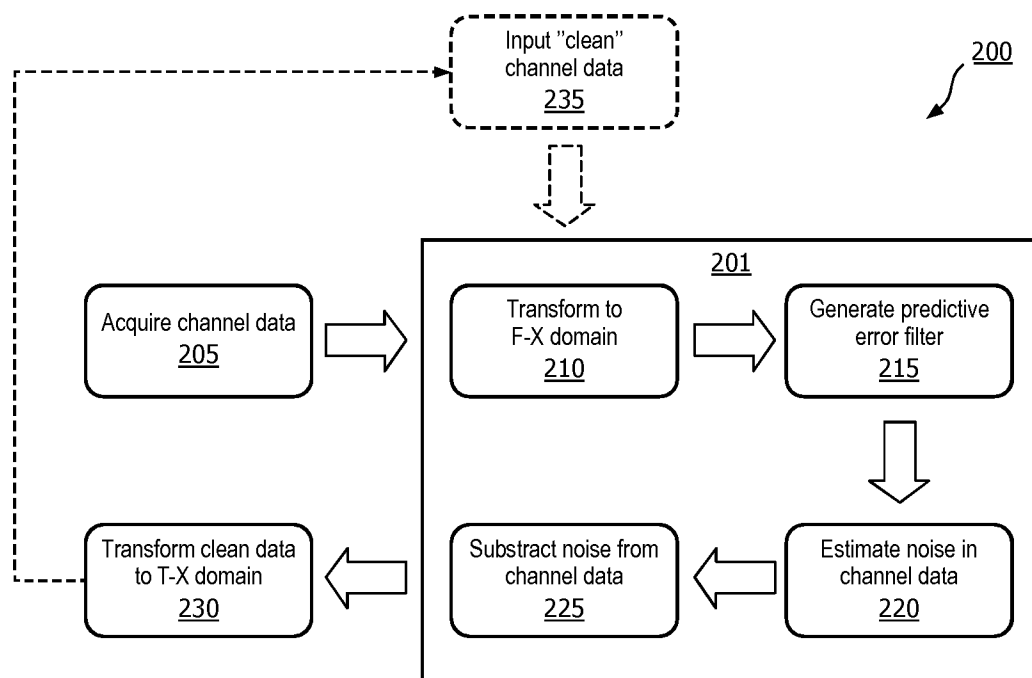 Input ”clean”
channel data
235
200
201
Acquire channel data
205
Transform to
F-X domain
210
Generate predictive
error filter
215
Transform clean data
to T-X domain
230
Substract noise from
channel data
225
Estimate noise in
channel data
220